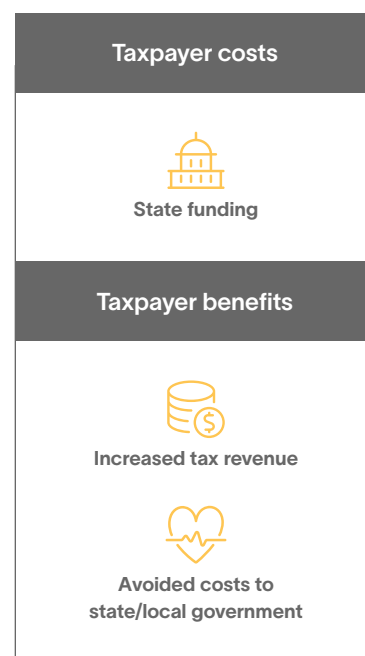 Taxpayer costs
State funding
Taxpayer benefits
$
Increased tax revenue
Avoided costs to
state/local government